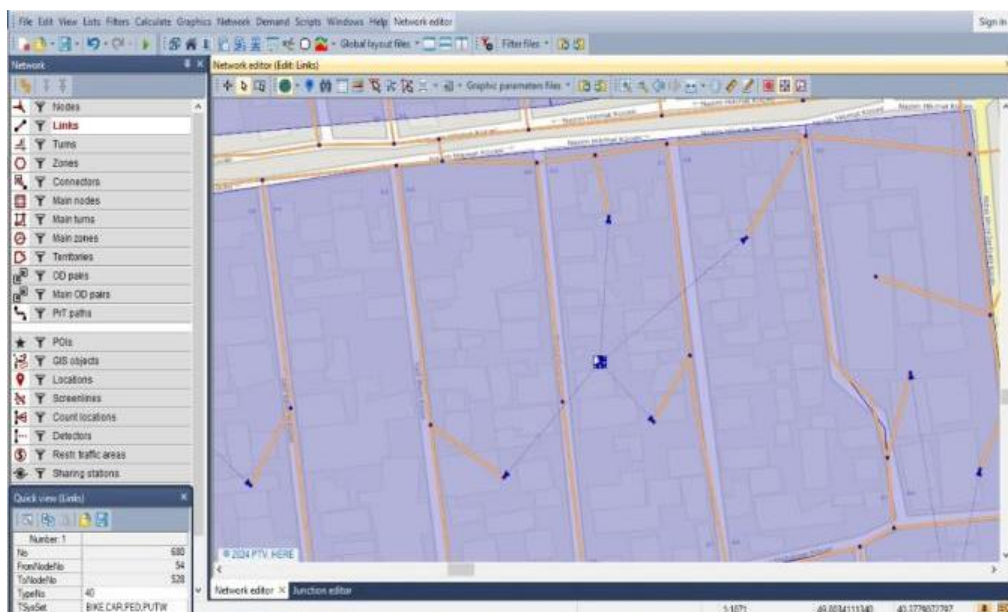 File Edit View Lists Filters Calculate Graphics Network Demand Scripts Windows Help Network editor
Sign in
Global layout files
Filter files
Network
Network editor (Edit: Links)
Graphic parameters files
Nodes
Links
Turns
Zones
Connectors
Main nodes
Main turns
Main zones
Territories
OD pairs
Main OD pairs
PrT paths
POIs
GIS objects
Locations
Screenlines
Count locations
Detectors
Restr. traffic areas
Sharing stations
Quick view (Links)
Number: 1
No 680
FromNodeNo 54
ToNodeNo 528
TypeNo 40
TSysSet BIKE,CAR,PED,PUTW
© 2024 PTV, HERE
Network editor × Junction editor
1:1071